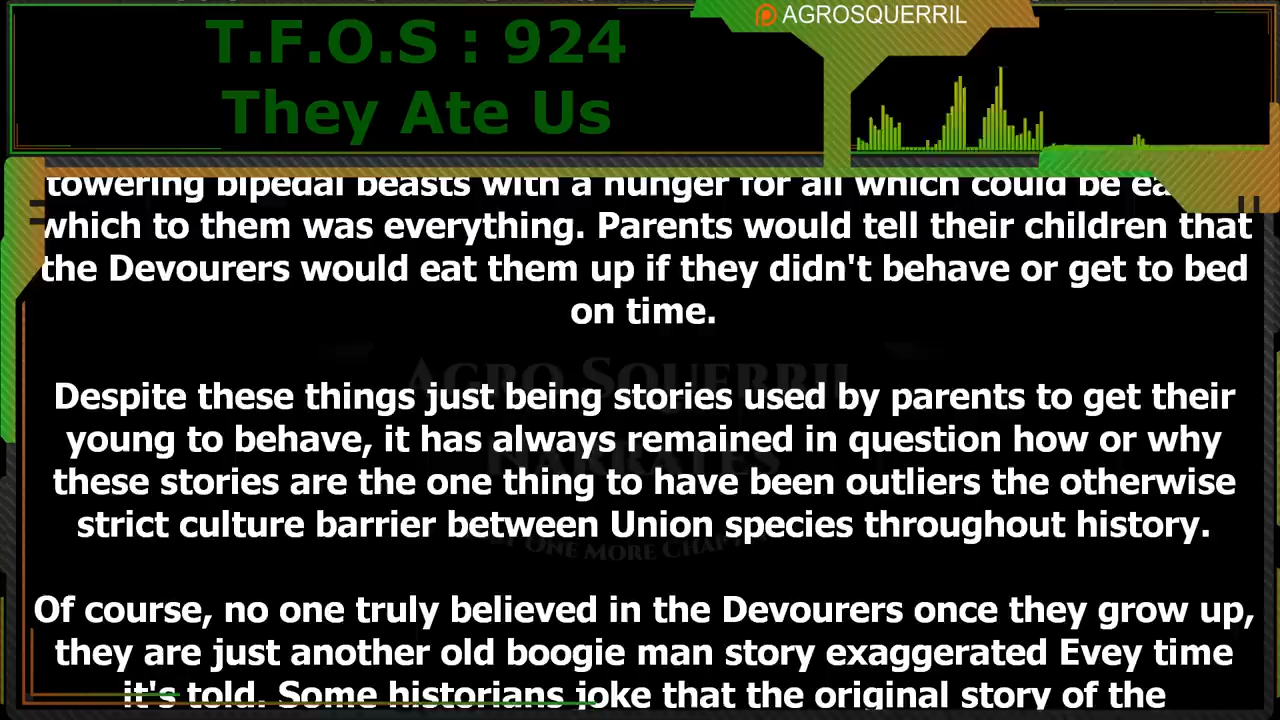 AGROSQUERRIL
T.F.O.S : 924
They Ate Us
towering bipedal beasts with a hunger for all which could be
which to them was everything. Parents would tell their children that
the Devourers would eat them up if they didn't behave or get to bed
on time.
Despite these things just being stories used by parents to get their
young to behave, it has always remained in question how or why
these stories are the one thing to have been outliers the otherwise
strict culture barrier between Union species throughout history.
Of course, no one truly believed in the Devourers once they grow up,
they are just another old boogie man story exaggerated Evey time
it's told. Some historians joke that the original story of the
AGRO SQUERRIL
NARRATES
ONE MORE